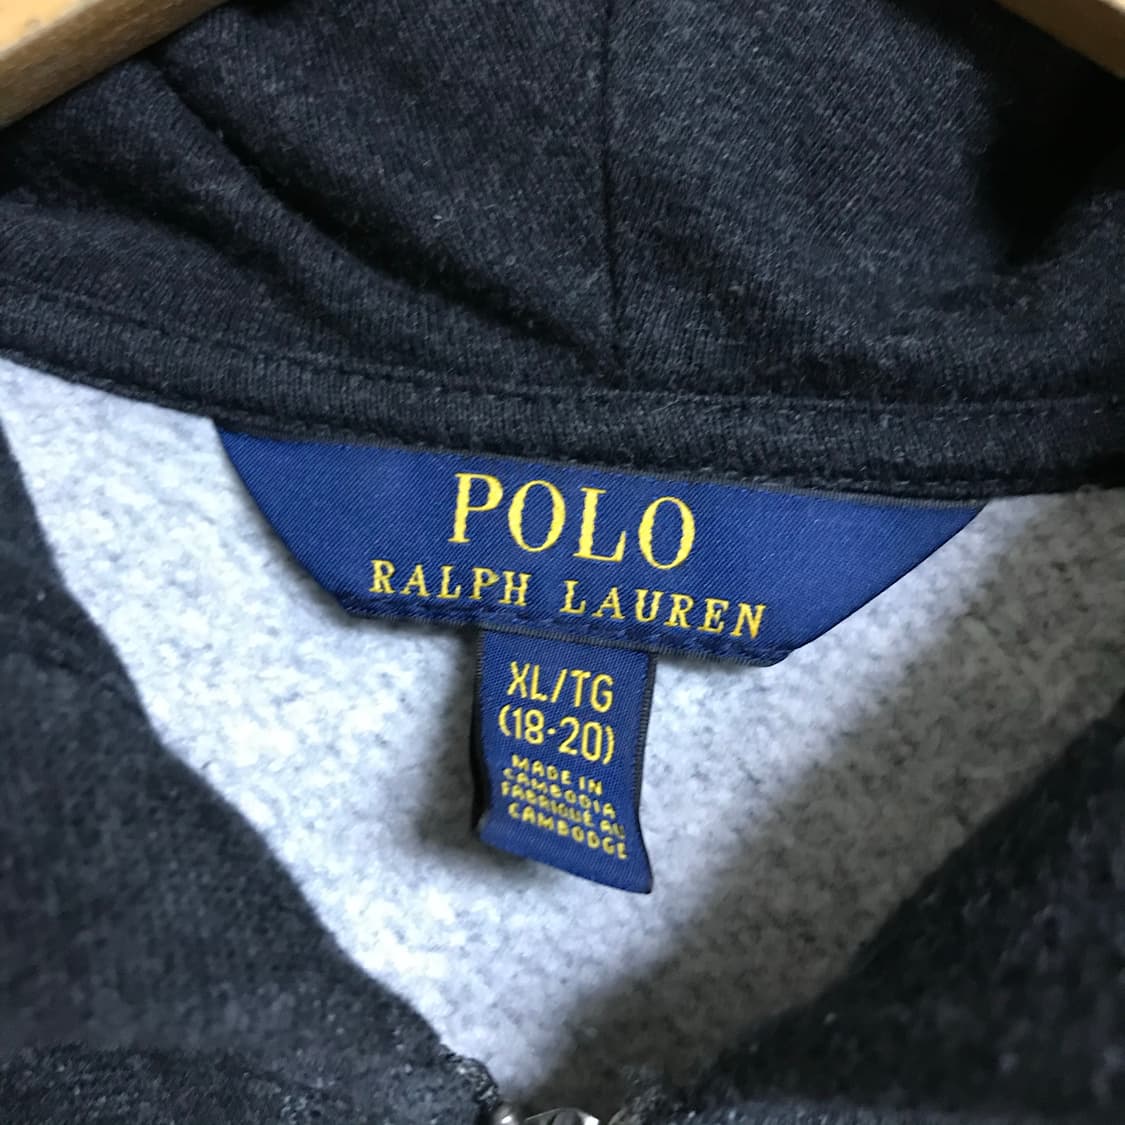 POLO
RALPH LAUREN
XL/TG
(18-20)
MADE IN
CAMBODIA
FABRIQUÉ AU
CAMBODGE